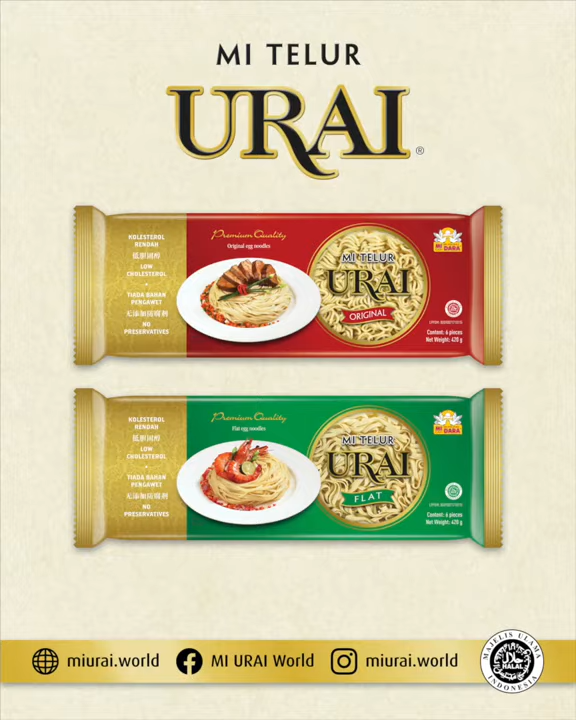 MI TELUR
URAI
®
KOLESTEROL
RENDAH
低胆固醇
LOW
CHOLESTEROL
•
TIADA BAHAN
PENGAWET
无添加防腐剂
NO
PRESERVATIVES
Premium Quality
Original egg noodles
MI TELUR
URAI
ORIGINAL
MI
DARA
Content: 6 pieces
Net Weight: 420 g
KOLESTEROL
RENDAH
低胆固醇
LOW
CHOLESTEROL
•
TIADA BAHAN
PENGAWET
无添加防腐剂
NO
PRESERVATIVES
Premium Quality
Flat egg noodles
MI TELUR
URAI
FLAT
MI
DARA
Content: 6 pieces
Net Weight: 420 g
miurai.world
MI URAI World
miurai.world
MAJELIS ULAMA
حلال
HALAL
INDONESIA